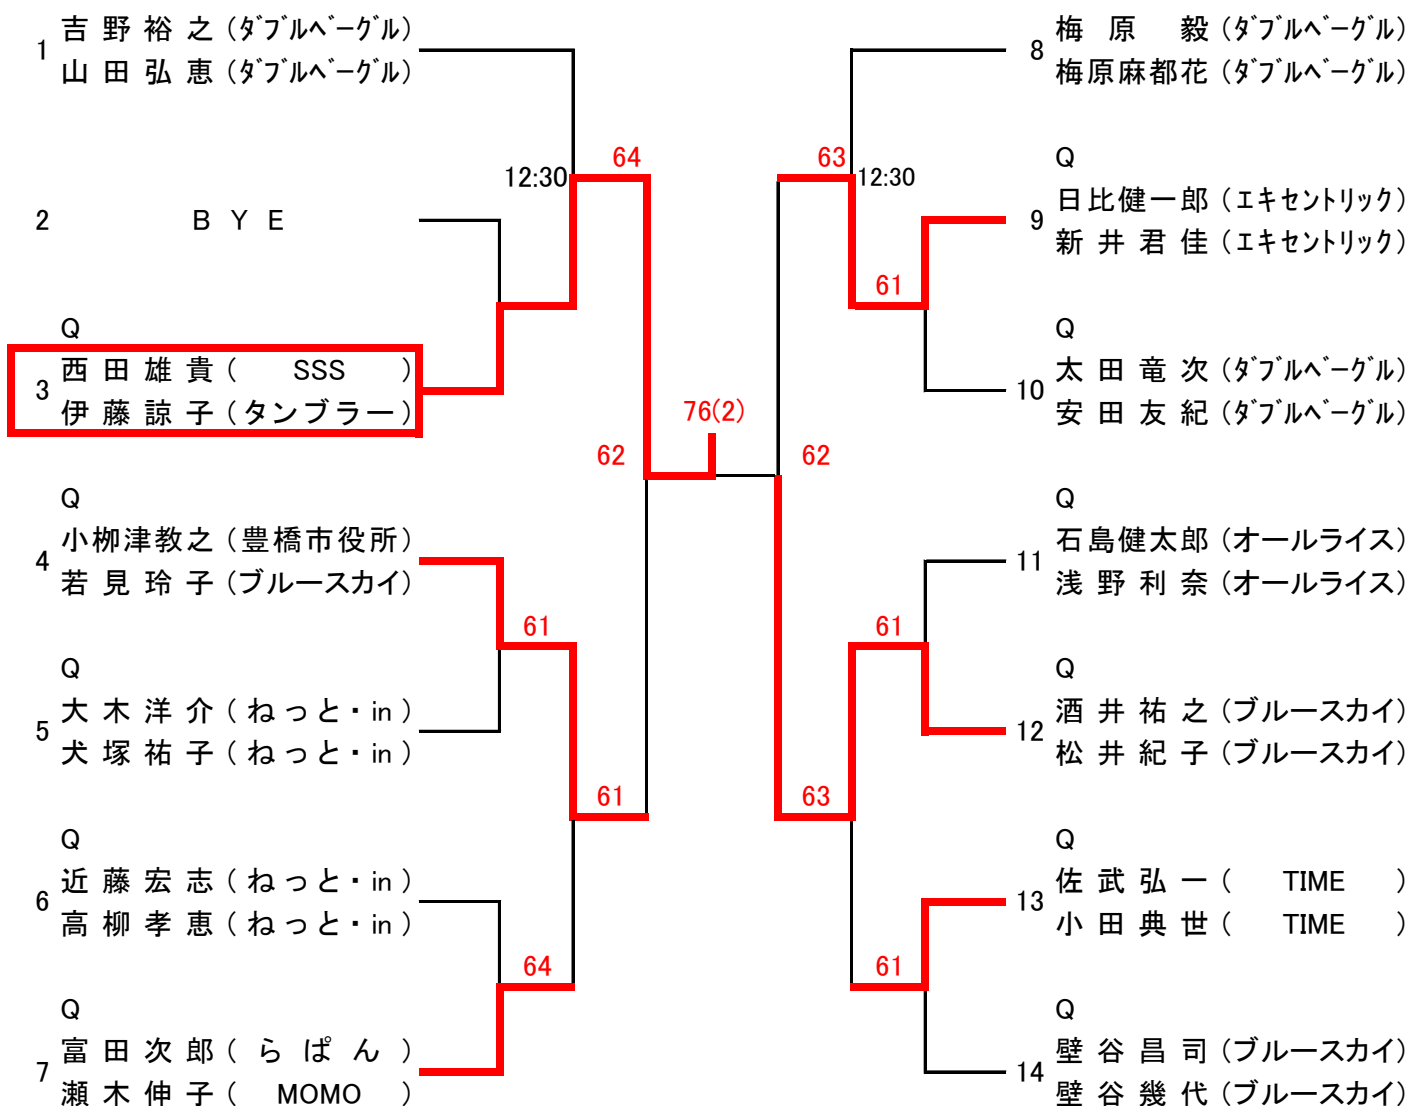 1
吉野裕之(ダブルベーグル)
山田弘恵(ダブルベーグル)
64
12:30
2
BYE
Q
3
西田雄貴(SSS)
伊藤諒子(タンブラー)
62
76(2)
Q
4
小栁津教之(豊橋市役所)
若見玲子(ブルースカイ)
61
Q
5
大木洋介(ねっと・in)
犬塚祐子(ねっと・in)
61
Q
6
近藤宏志(ねっと・in)
高柳孝恵(ねっと・in)
64
Q
7
富田次郎(らぱん)
瀬木伸子(MOMO)
8
梅原毅(ダブルベーグル)
梅原麻都花(ダブルベーグル)
63
12:30
Q
9
日比健一郎(エキセントリック)
新井君佳(エキセントリック)
61
Q
10
太田竜次(ダブルベーグル)
安田友紀(ダブルベーグル)
62
Q
11
石島健太郎(オールライス)
浅野利奈(オールライス)
61
Q
12
酒井祐之(ブルースカイ)
松井紀子(ブルースカイ)
63
Q
13
佐武弘一(TIME)
小田典世(TIME)
61
Q
14
壁谷昌司(ブルースカイ)
壁谷幾代(ブルースカイ)